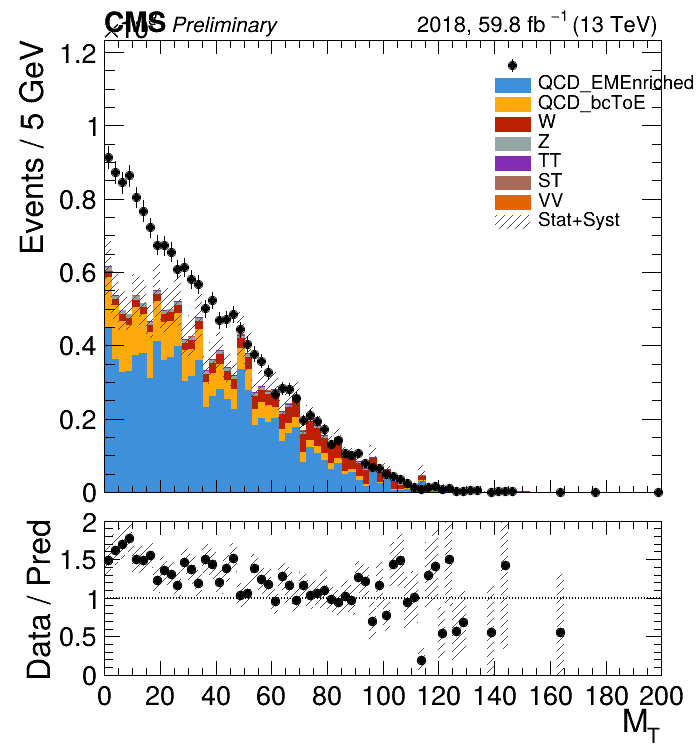 CMS Preliminary 2018, 59.8 fb⁻¹ (13 TeV)
Events / 5 GeV
1.2
1
0.8
0.6
0.4
0.2
0
QCD_EMEnriched
QCD_bcToE
W
Z
TT
ST
VV
Stat+Syst
Data / Pred
2
1.5
1
0.5
0
0 20 40 60 80 100 120 140 160 180 200
M_T